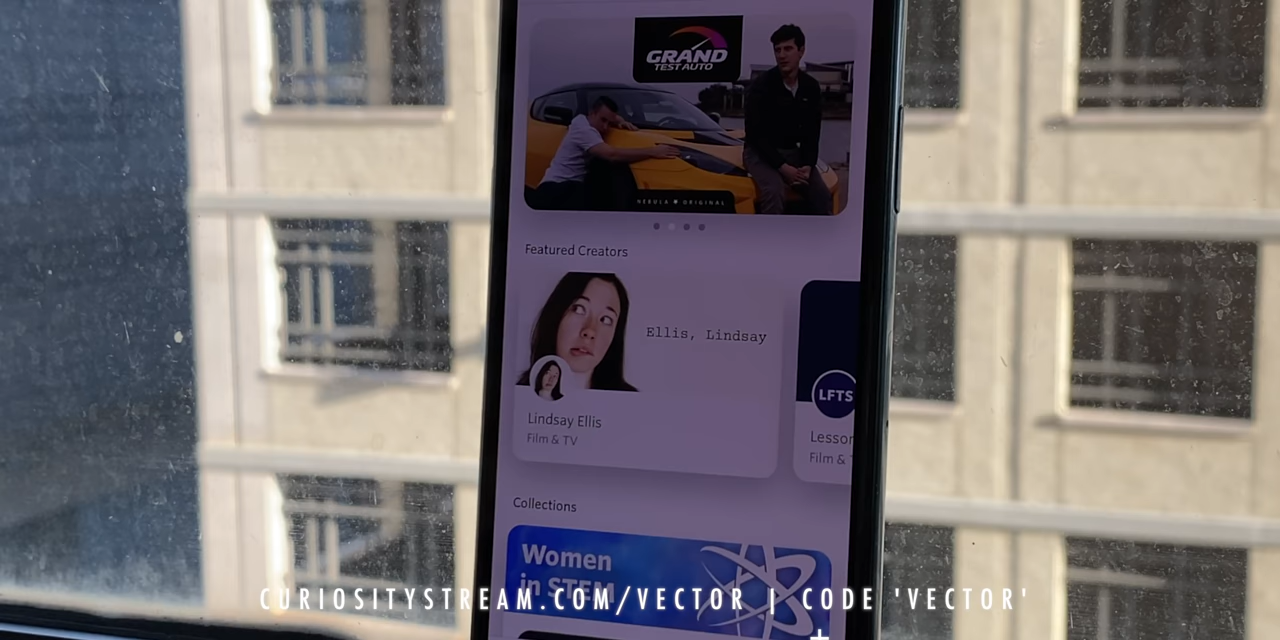 GRAND
TEST AUTO
NEBULA ORIGINAL
Featured Creators
Ellis, Lindsay
Lindsay Ellis
Film & TV
LFTS
Lesson
Film &
Collections
Women
in STEM
CURIOSITYSTREAM.COM/VECTOR | CODE 'VECTOR'